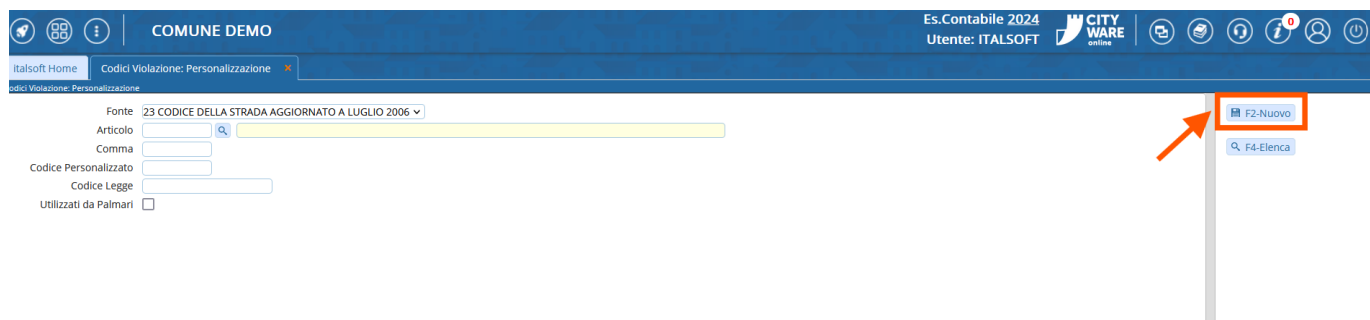 COMUNE DEMO
Es.Contabile 2024
Utente: ITALSOFT
CITY
WARE
online
0
italsoft Home
Codici Violazione: Personalizzazione ×
odici Violazione: Personalizzazione
Fonte 23 CODICE DELLA STRADA AGGIORNATO A LUGLIO 2006
Articolo
Comma
Codice Personalizzato
Codice Legge
Utilizzati da Palmari
F2-Nuovo
F4-Elenca